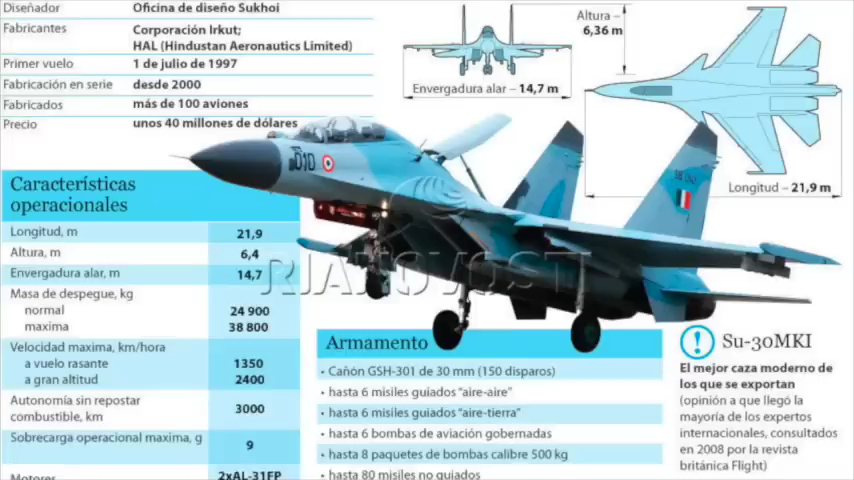 Diseñador Oficina de diseño Sukhoi
Fabricantes Corporación Irkut;
HAL (Hindustan Aeronautics Limited)
Primer vuelo 1 de julio de 1997
Fabricación en serie desde 2000
Fabricados más de 100 aviones
Precio unos 40 millones de dólares
Altura –
6,36 m
Envergadura alar – 14,7 m
Longitud – 21,9 m
Características
operacionales
Longitud, m 21,9
Altura, m 6,4
Envergadura alar, m 14,7
Masa de despegue, kg
normal 24 900
maxima 38 800
Velocidad maxima, km/hora
a vuelo rasante 1350
a gran altitud 2400
Autonomía sin repostar
combustible, km 3000
Sobrecarga operacional maxima, g 9
Motores 2xAL-31FP
RIANOVOSTI
Armamento
• Cañón GSH-301 de 30 mm (150 disparos)
• hasta 6 misiles guiados “aire-aire”
• hasta 6 misiles guiados “aire-tierra”
• hasta 6 bombas de aviación gobernadas
• hasta 8 paquetes de bombas calibre 500 kg
• hasta 80 misiles no guiados
! Su-30MKI
El mejor caza moderno de
los que se exportan
(opinión a que llegó la
mayoría de los expertos
internacionales, consultados
en 2008 por la revista
británica Flight)